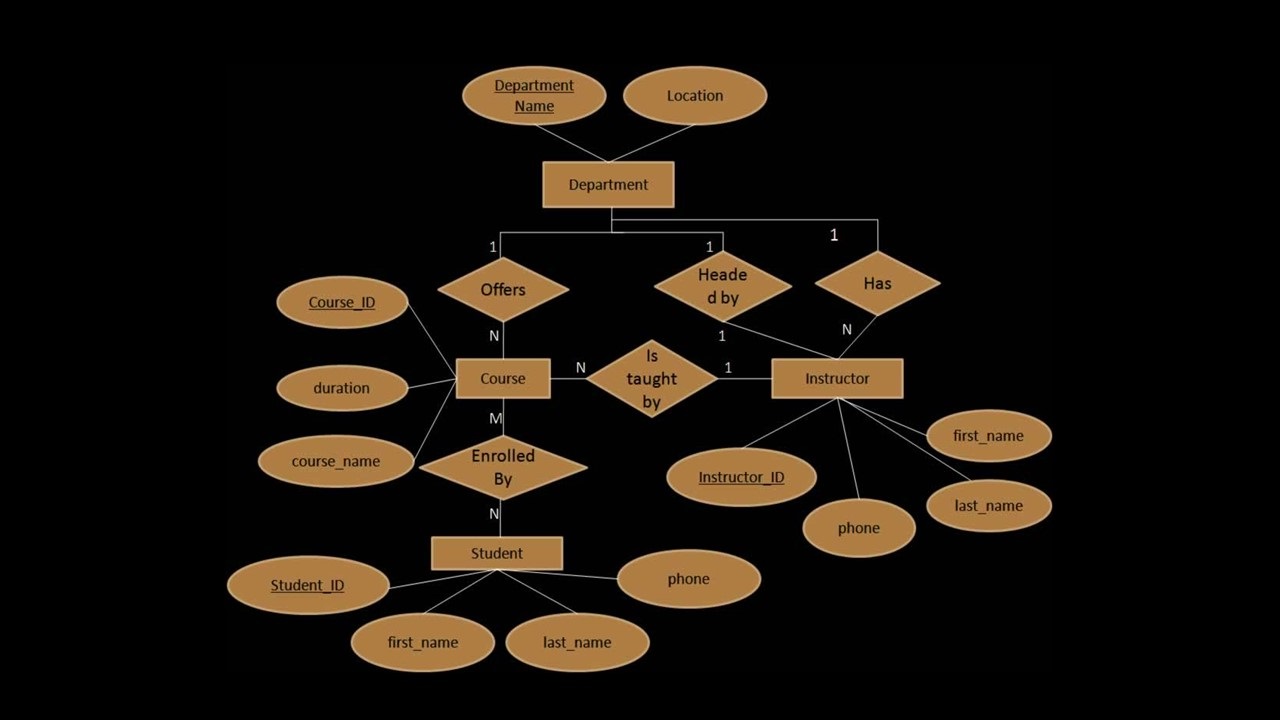 Department
Name
Location
Department
1
1
1
Heade
d by
Has
Offers
Course_ID
N
N
1
Is
taught
by
N
1
Course
Instructor
duration
M
first_name
Enrolled
By
course_name
Instructor_ID
last_name
N
phone
Student
phone
Student_ID
first_name
last_name